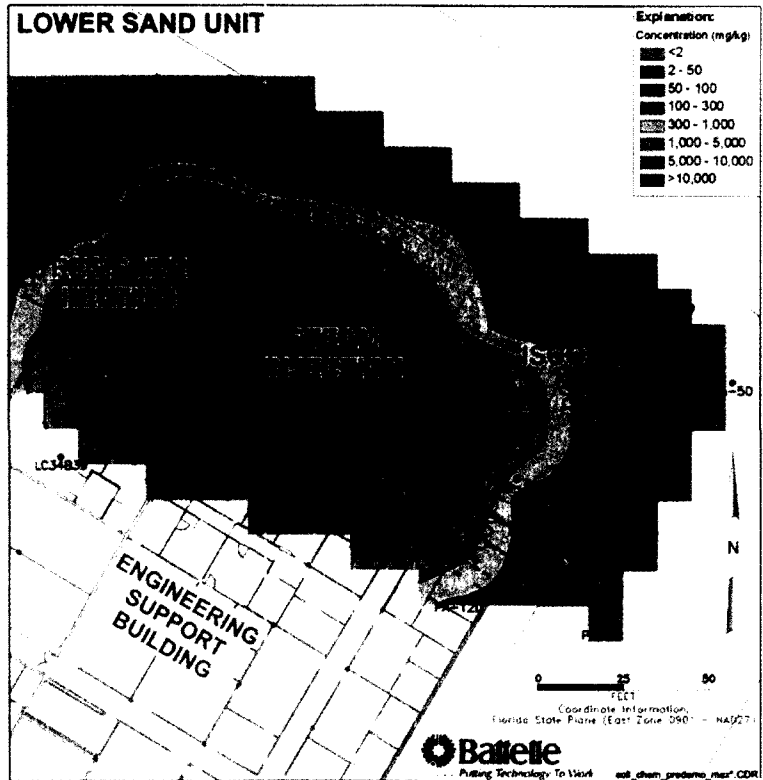 LOWER SAND UNIT
Explanation:
Concentration (mg/kg)
<2
2 - 50
50 - 100
100 - 300
300 - 1,000
1,000 - 5,000
5,000 - 10,000
>10,000
-50
ENGINEERING
SUPPORT
BUILDING
N
0 25 50
FEET
Coordinate Information:
Florida State Plane (East Zone 0901 - NAD27)
Battelle
... Putting Technology To Work